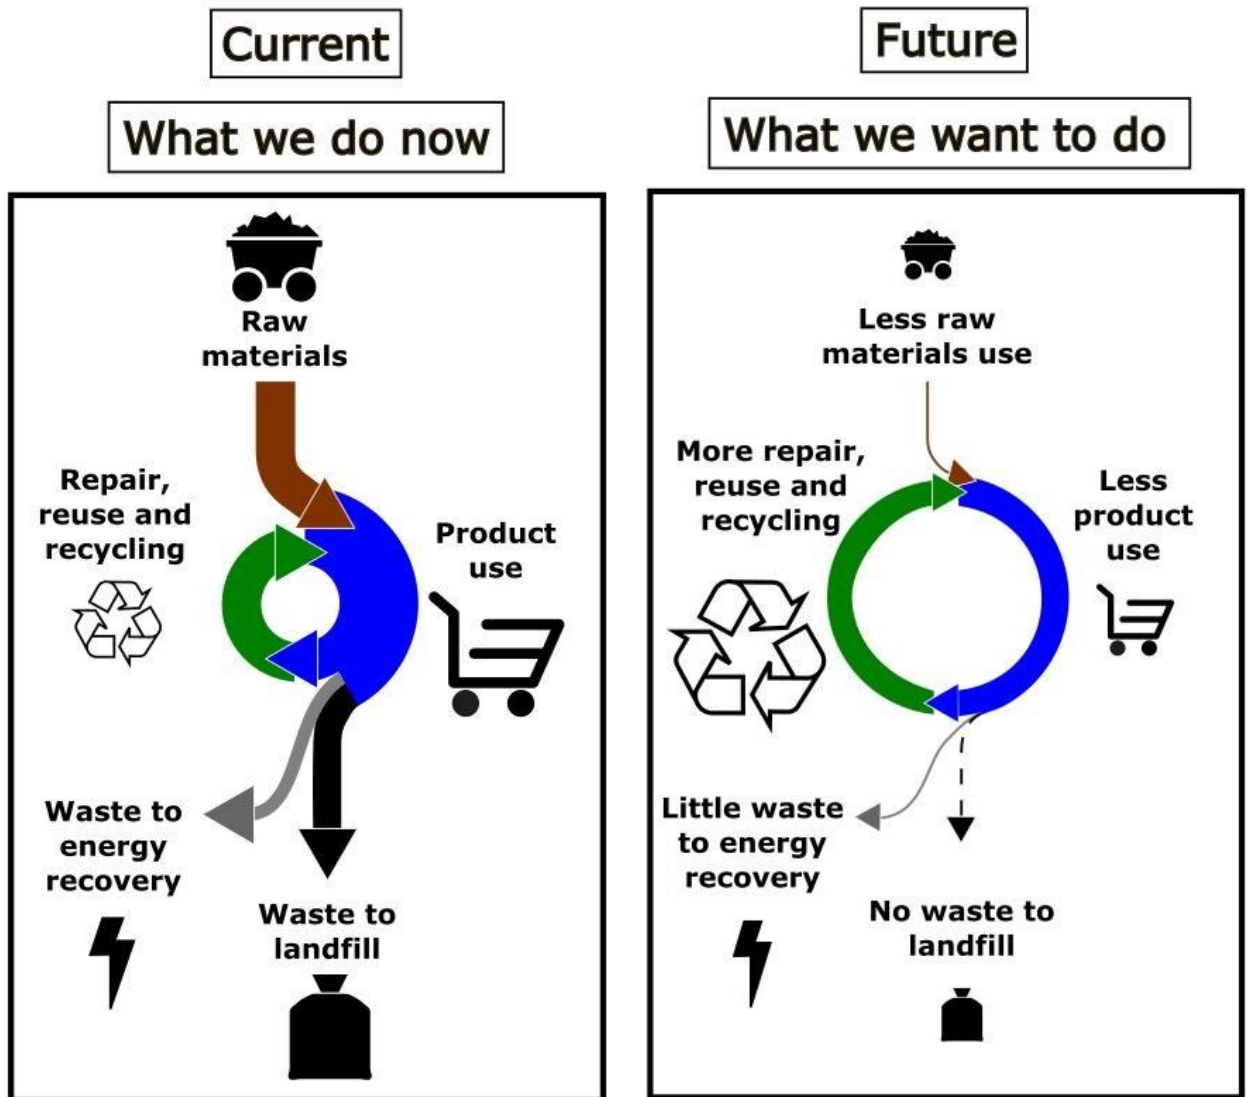 Current
What we do now
Raw
materials
Repair,
reuse and
recycling
Product
use
Waste to
energy
recovery
Waste to
landfill
Future
What we want to do
Less raw
materials use
More repair,
reuse and
recycling
Less
product
use
Little waste
to energy
recovery
No waste to
landfill